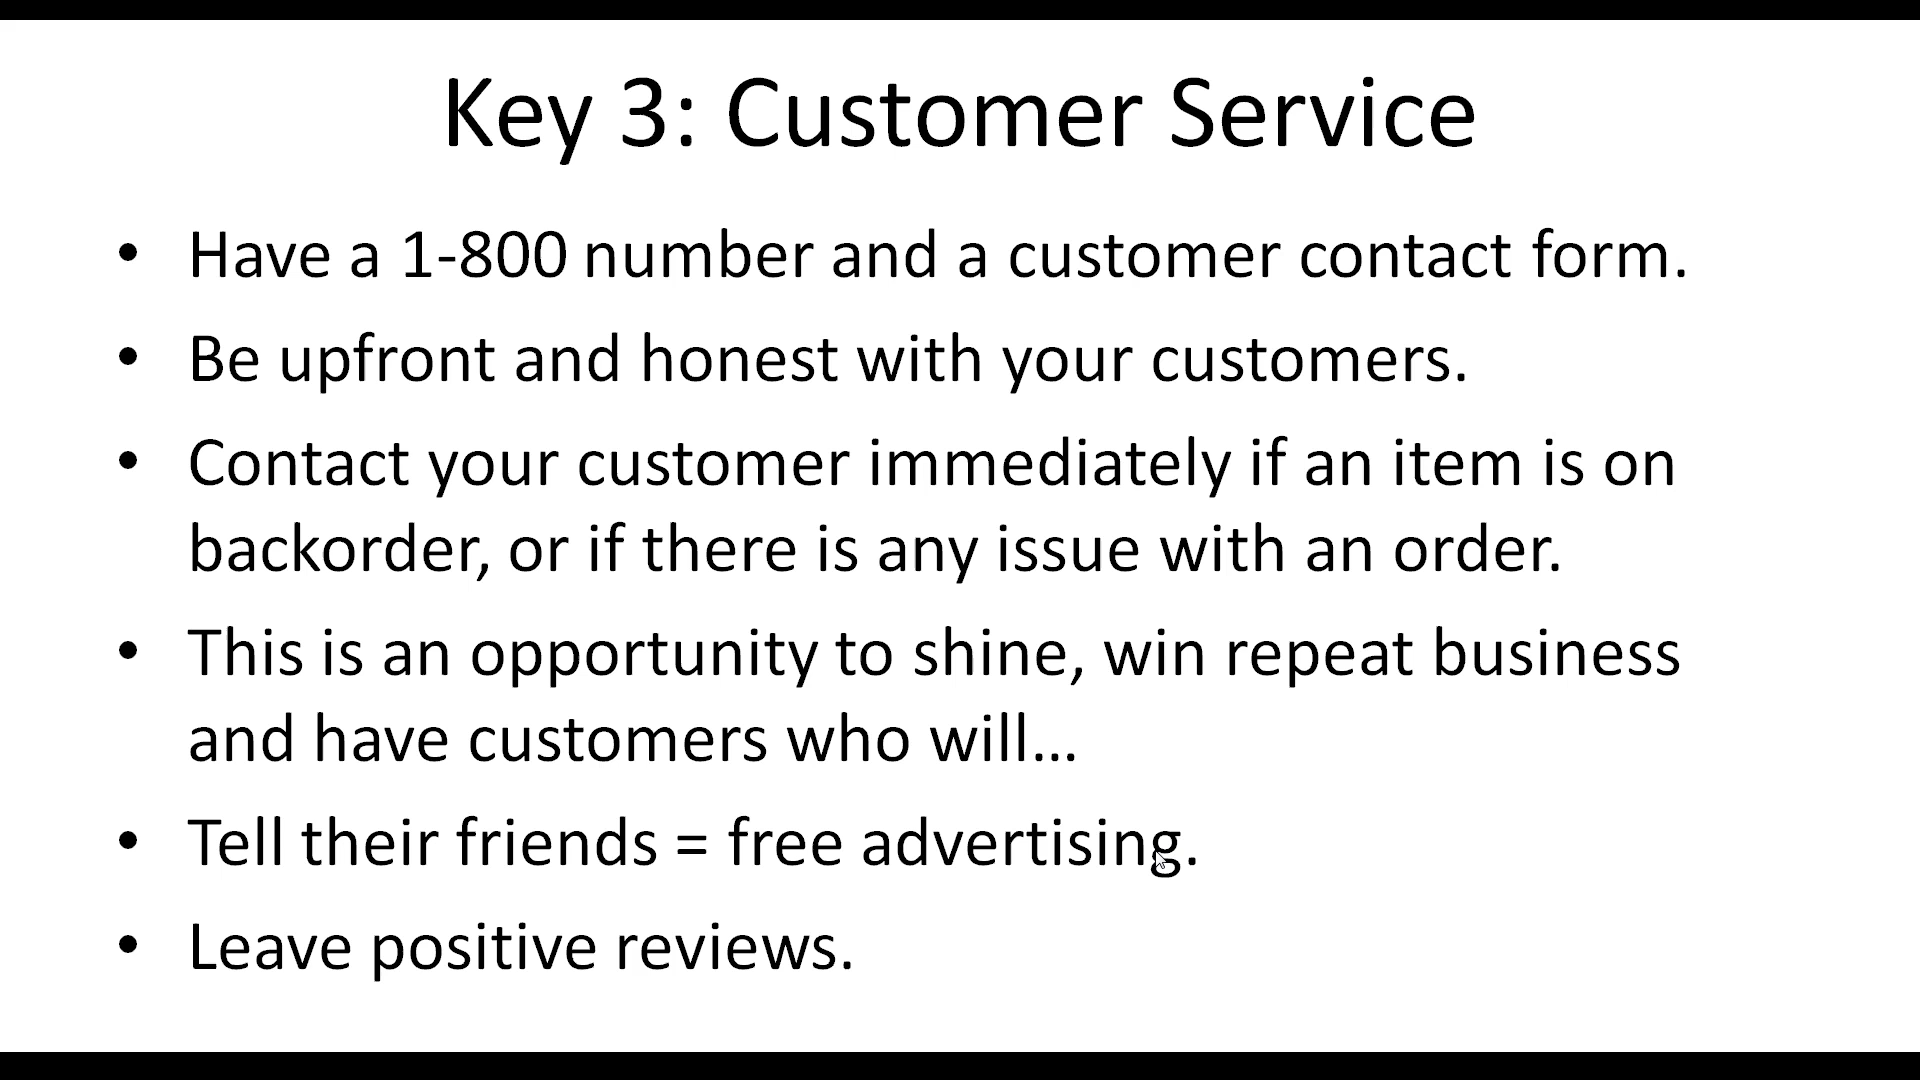 Key 3: Customer Service
• Have a 1-800 number and a customer contact form.
• Be upfront and honest with your customers.
• Contact your customer immediately if an item is on
backorder, or if there is any issue with an order.
• This is an opportunity to shine, win repeat business
and have customers who will...
• Tell their friends = free advertising.
• Leave positive reviews.